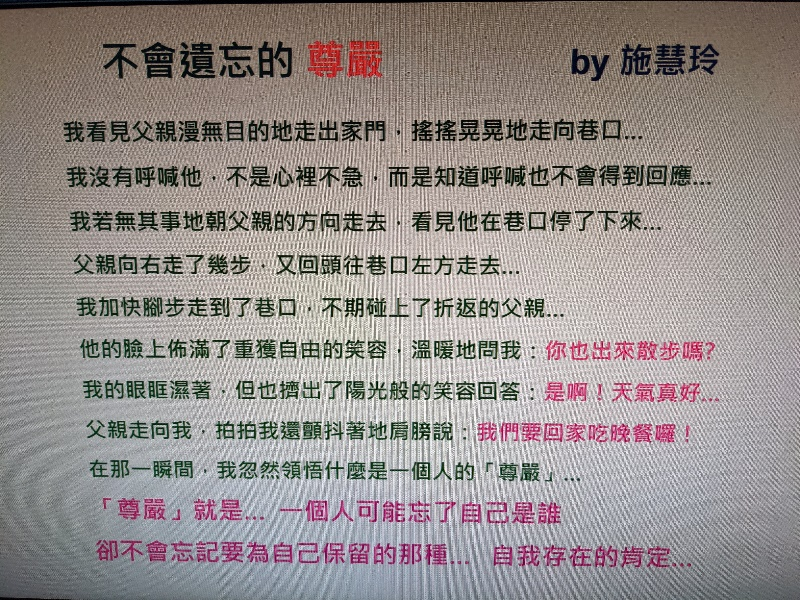 不會遺忘的 尊嚴 by 施慧玲
我看見父親漫無目的地走出家門，搖搖晃晃地走向巷口...
我沒有呼喊他，不是心裡不急，而是知道呼喊也不會得到回應...
我若無其事地朝父親的方向走去，看見他在巷口停了下來...
父親向右走了幾步，又回頭往巷口左方走去...
我加快腳步走到了巷口，不期碰上了折返的父親...
他的臉上佈滿了重獲自由的笑容，溫暖地問我：你也出來散步嗎?
我的眼眶濕著，但也擠出了陽光般的笑容回答：是啊！天氣真好...
父親走向我，拍拍我還顫抖著地肩膀說：我們要回家吃晚餐囉！
在那一瞬間，我忽然領悟什麼是一個人的「尊嚴」...
「尊嚴」就是... 一個人可能忘了自己是誰
卻不會忘記要為自己保留的那種... 自我存在的肯定...